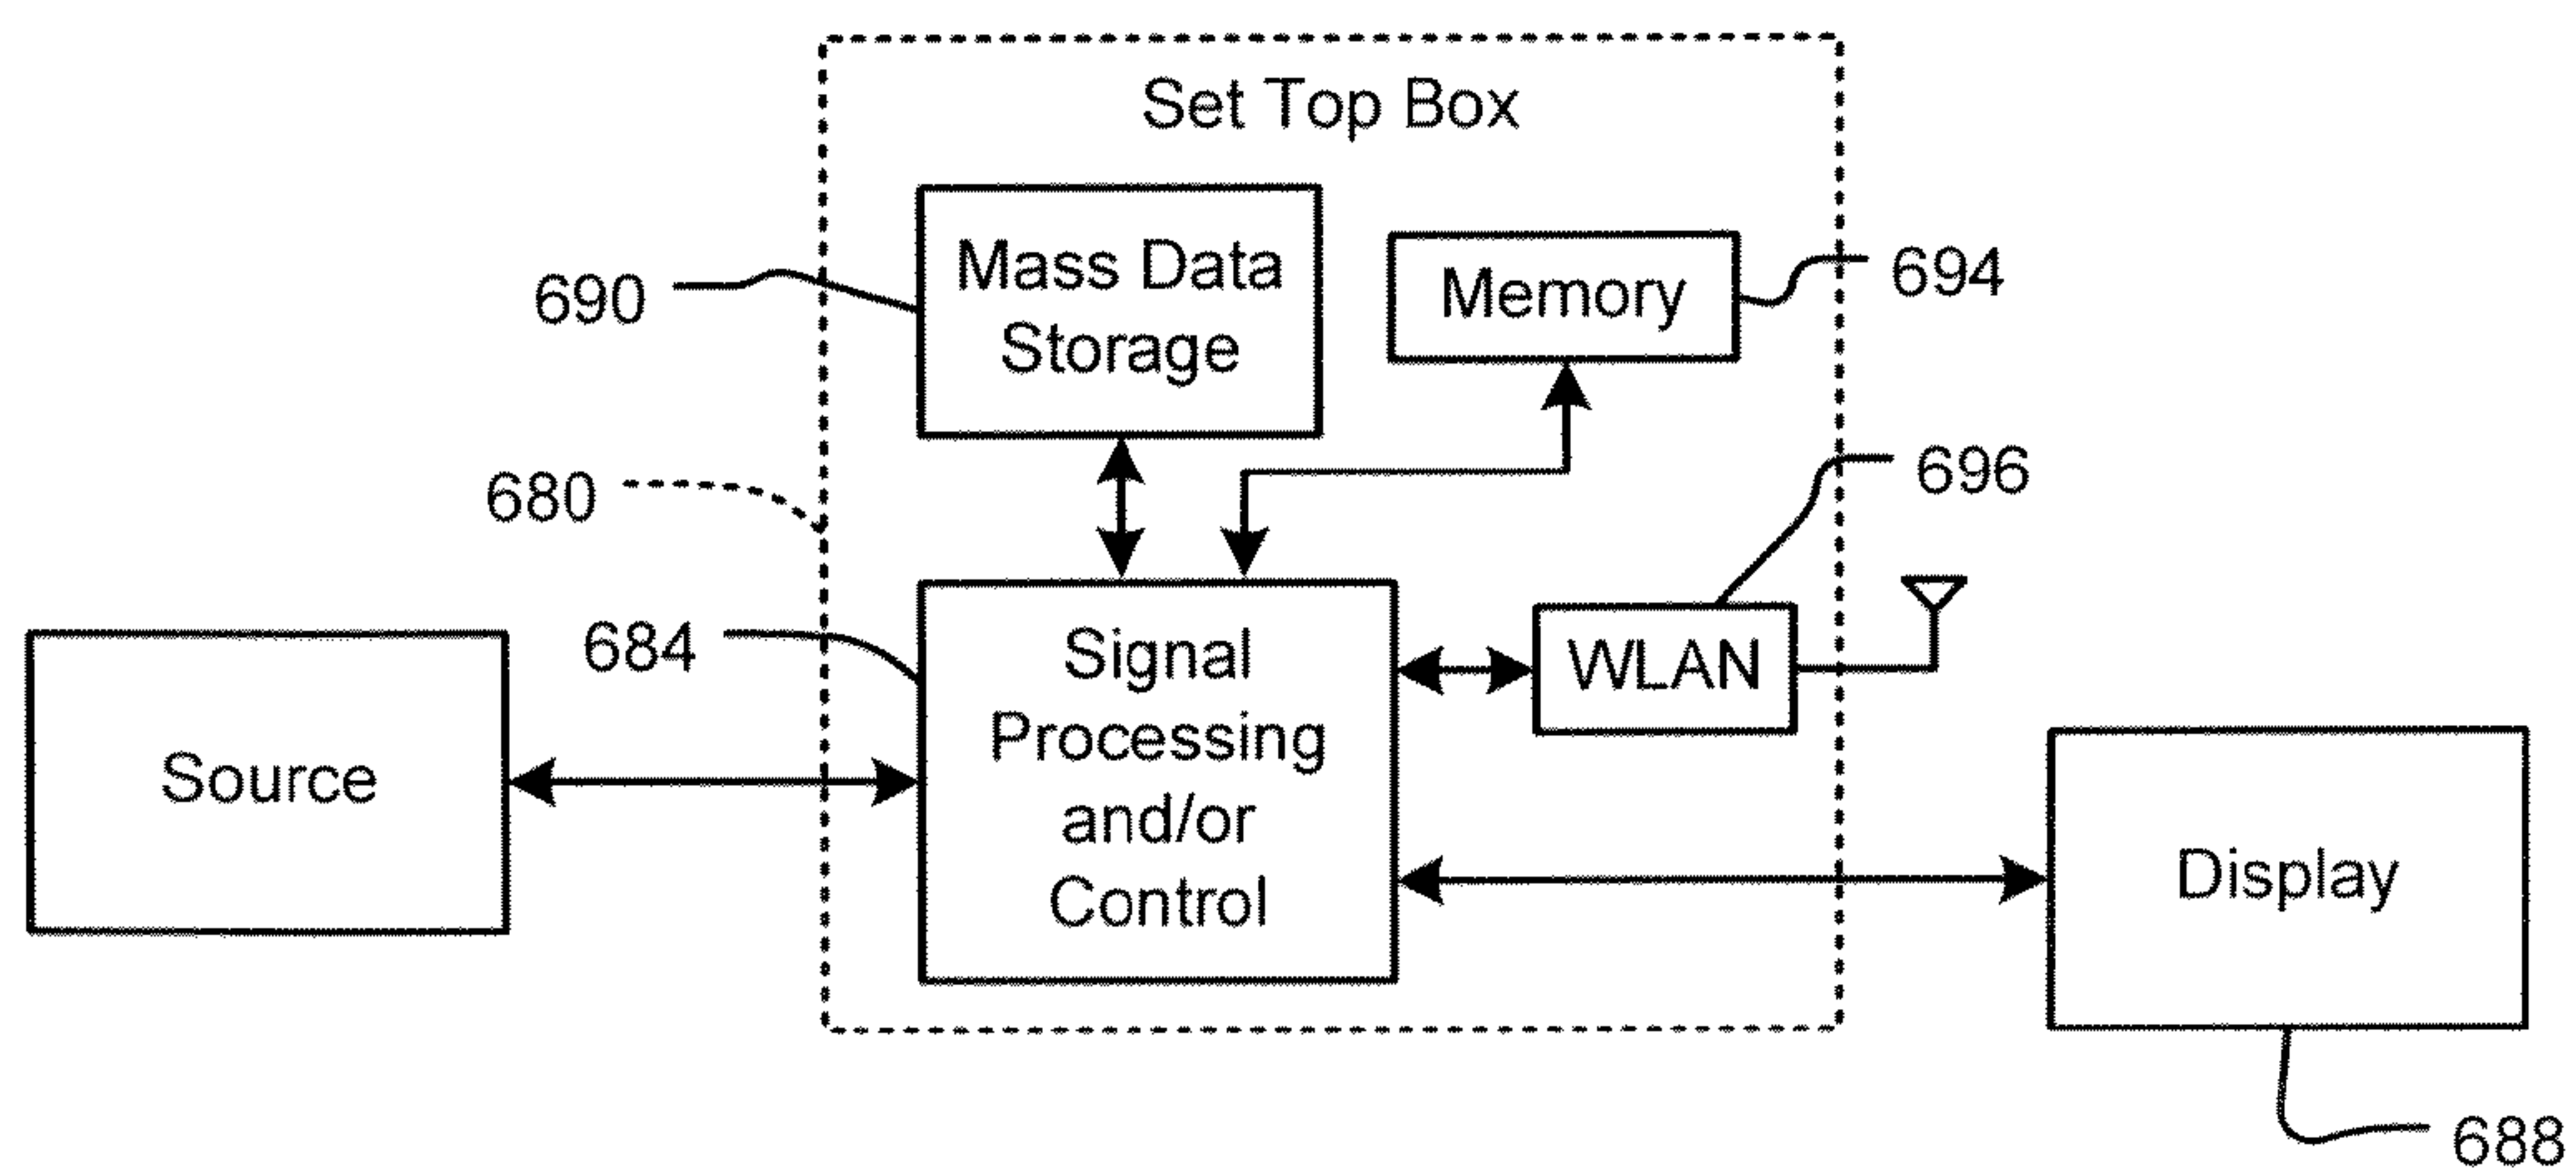 Set Top Box
Mass Data
Storage
690
Memory
694
680
696
684
Signal
Processing
and/or
Control
WLAN
Source
Display
688